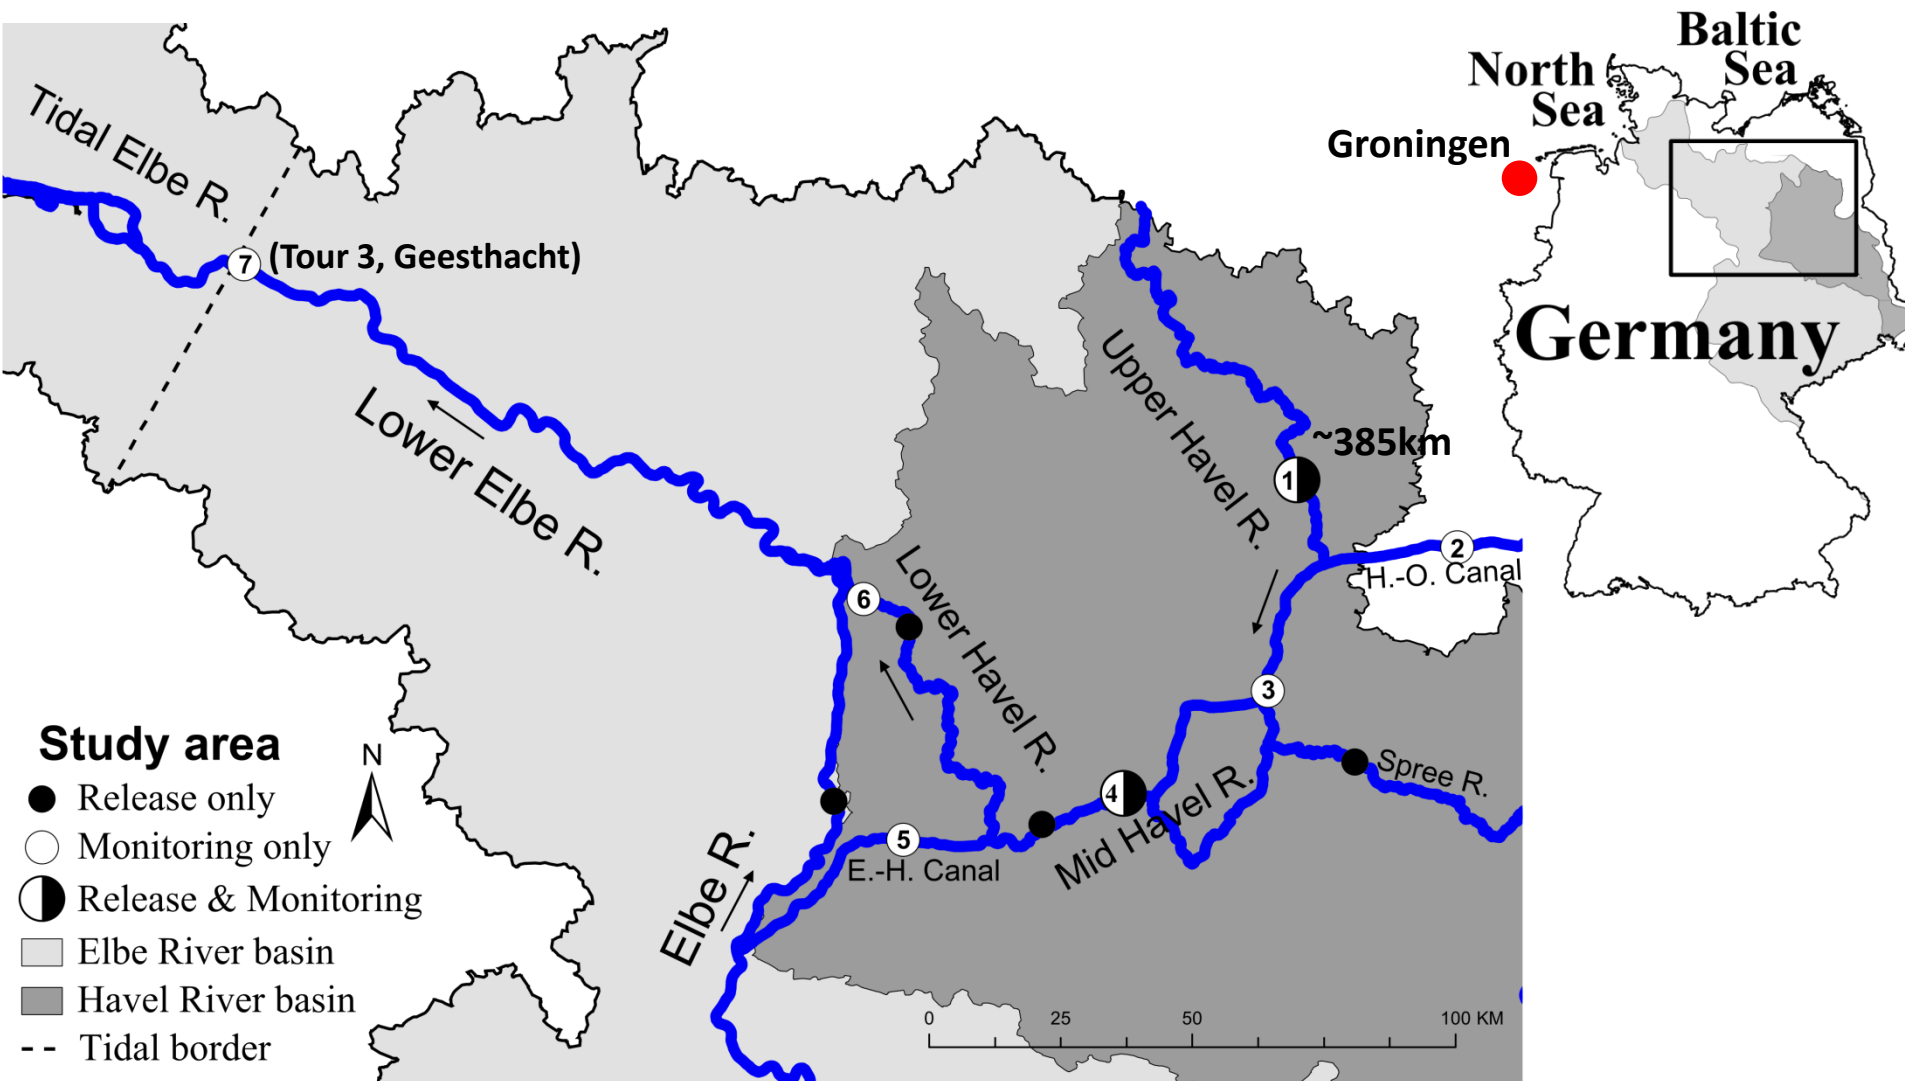 Baltic
Sea
North
Sea
Groningen
Germany
Tidal Elbe R.
7
(Tour 3, Geesthacht)
Lower Elbe R.
Upper Havel R.
~385km
1
2
H.-O. Canal
6
Lower Havel R.
3
Spree R.
4
Mid Havel R.
5
E.-H. Canal
Elbe R.
Study area
N
Release only
Monitoring only
Release & Monitoring
Elbe River basin
Havel River basin
Tidal border
0 25 50 100 KM